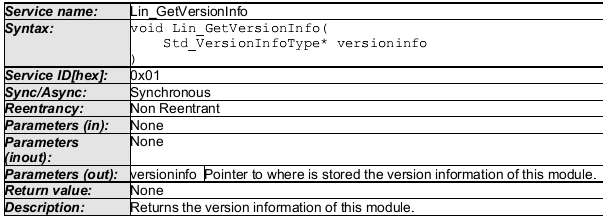 Service name: Lin_GetVersionInfo
Syntax: void Lin_GetVersionInfo(
Std_VersionInfoType* versioninfo
)
Service ID[hex]: 0x01
Sync/Async: Synchronous
Reentrancy: Non Reentrant
Parameters (in): None
Parameters None
(inout):
Parameters (out): versioninfo Pointer to where is stored the version information of this module.
Return value: None
Description: Returns the version information of this module.